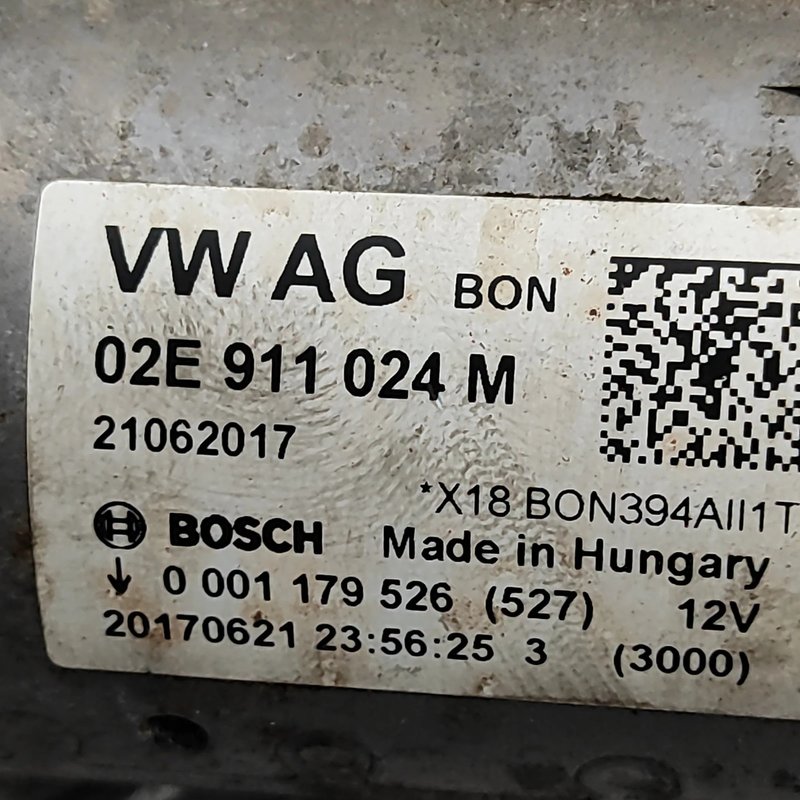 VW AG BON
02E 911 024 M
21062017
*X18 BON394AII1T
BOSCH Made in Hungary
↓ 0 001 179 526 (527) 12V
20170621 23:56:25 3 (3000)